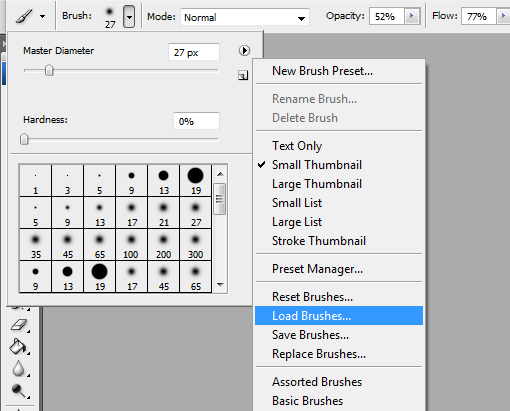 Brush: 27 Mode: Normal Opacity: 52% Flow: 77%
Master Diameter 27 px
Hardness: 0%
1 3 5 9 13 19
5 9 13 17 21 27
35 45 65 100 200 300
9 13 19 17 45 65
New Brush Preset...
Rename Brush...
Delete Brush
Text Only
Small Thumbnail
Large Thumbnail
Small List
Large List
Stroke Thumbnail
Preset Manager...
Reset Brushes...
Load Brushes...
Save Brushes...
Replace Brushes...
Assorted Brushes
Basic Brushes